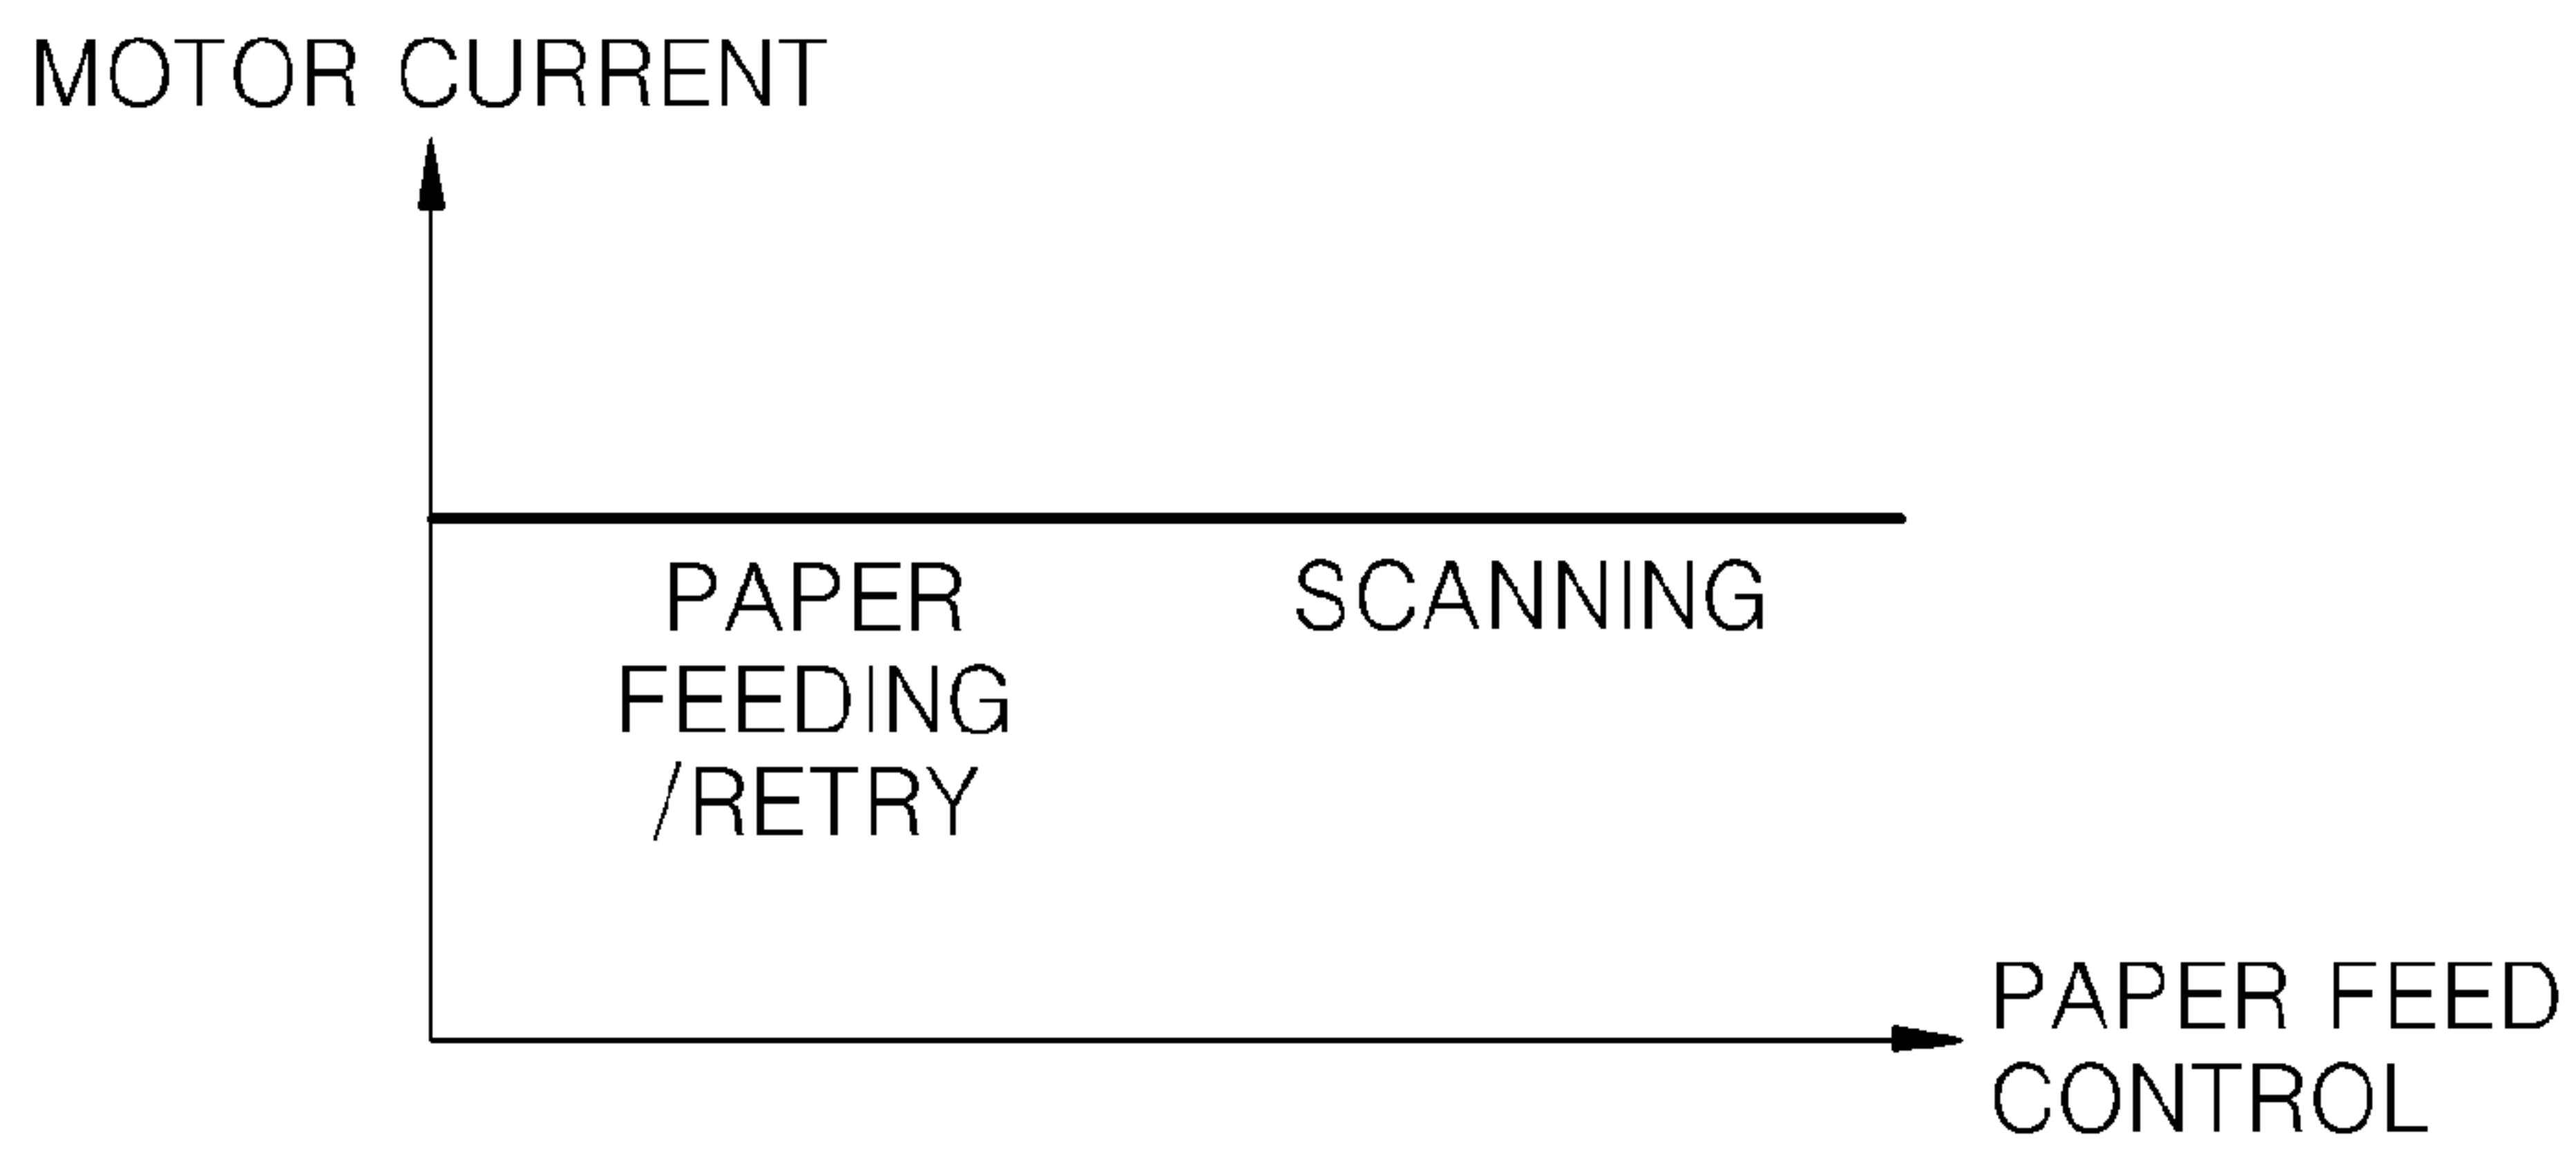 MOTOR CURRENT
PAPER
FEEDING
/RETRY
SCANNING
PAPER FEED
CONTROL